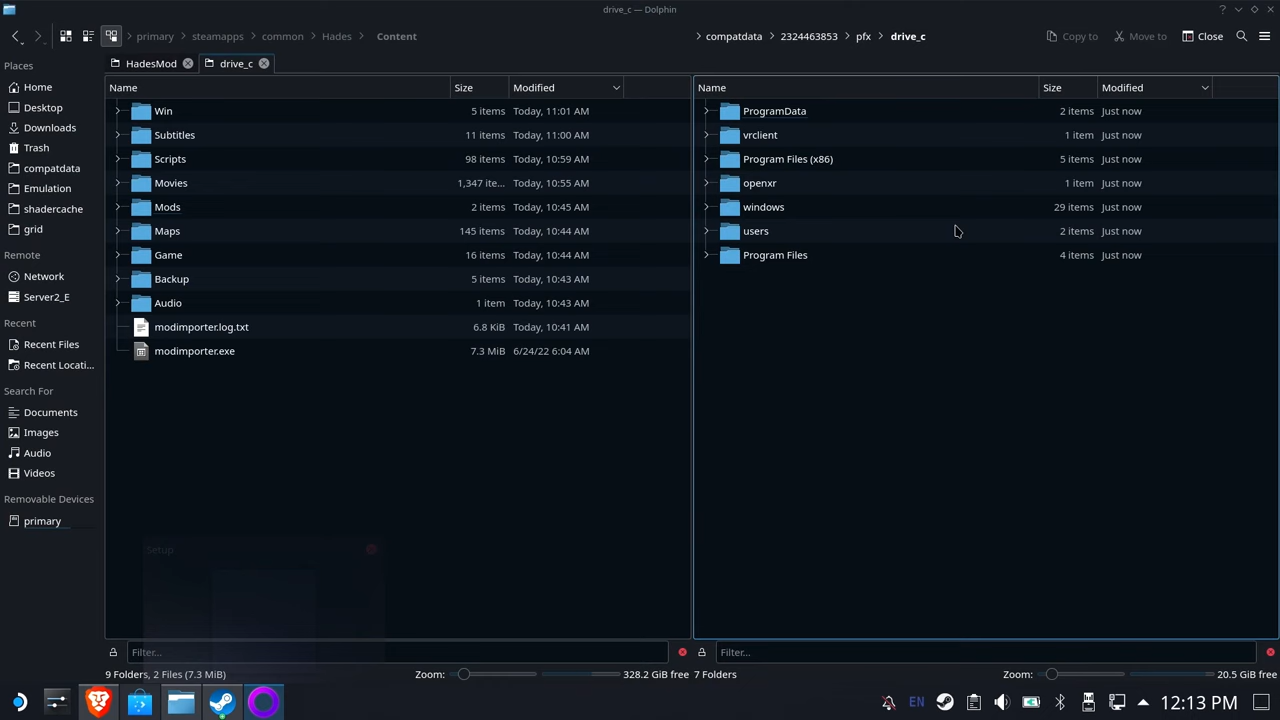 drive_c — Dolphin
primary steamapps common Hades Content
compatdata 2324463853 pfx drive_c
Copy to Move to Close
Places
Home
Desktop
Downloads
Trash
compatdata
Emulation
shadercache
grid
Remote
Network
Server2_E
Recent
Recent Files
Recent Locati...
Search For
Documents
Images
Audio
Videos
Removable Devices
primary
HadesMod drive_c
Name Size Modified
Win 5 items Today, 11:01 AM
Subtitles 11 items Today, 11:00 AM
Scripts 98 items Today, 10:59 AM
Movies 1,347 ite... Today, 10:55 AM
Mods 2 items Today, 10:45 AM
Maps 145 items Today, 10:44 AM
Game 16 items Today, 10:44 AM
Backup 5 items Today, 10:43 AM
Audio 1 item Today, 10:43 AM
modimporter.log.txt 6.8 KiB Today, 10:41 AM
modimporter.exe 7.3 MiB 6/24/22 6:04 AM
Setup
Filter...
9 Folders, 2 Files (7.3 MiB) Zoom: 328.2 GiB free
Name Size Modified
ProgramData 2 items Just now
vrclient 1 item Just now
Program Files (x86) 5 items Just now
openxr 1 item Just now
windows 29 items Just now
users 2 items Just now
Program Files 4 items Just now
Filter...
7 Folders Zoom: 20.5 GiB free
EN 12:13 PM